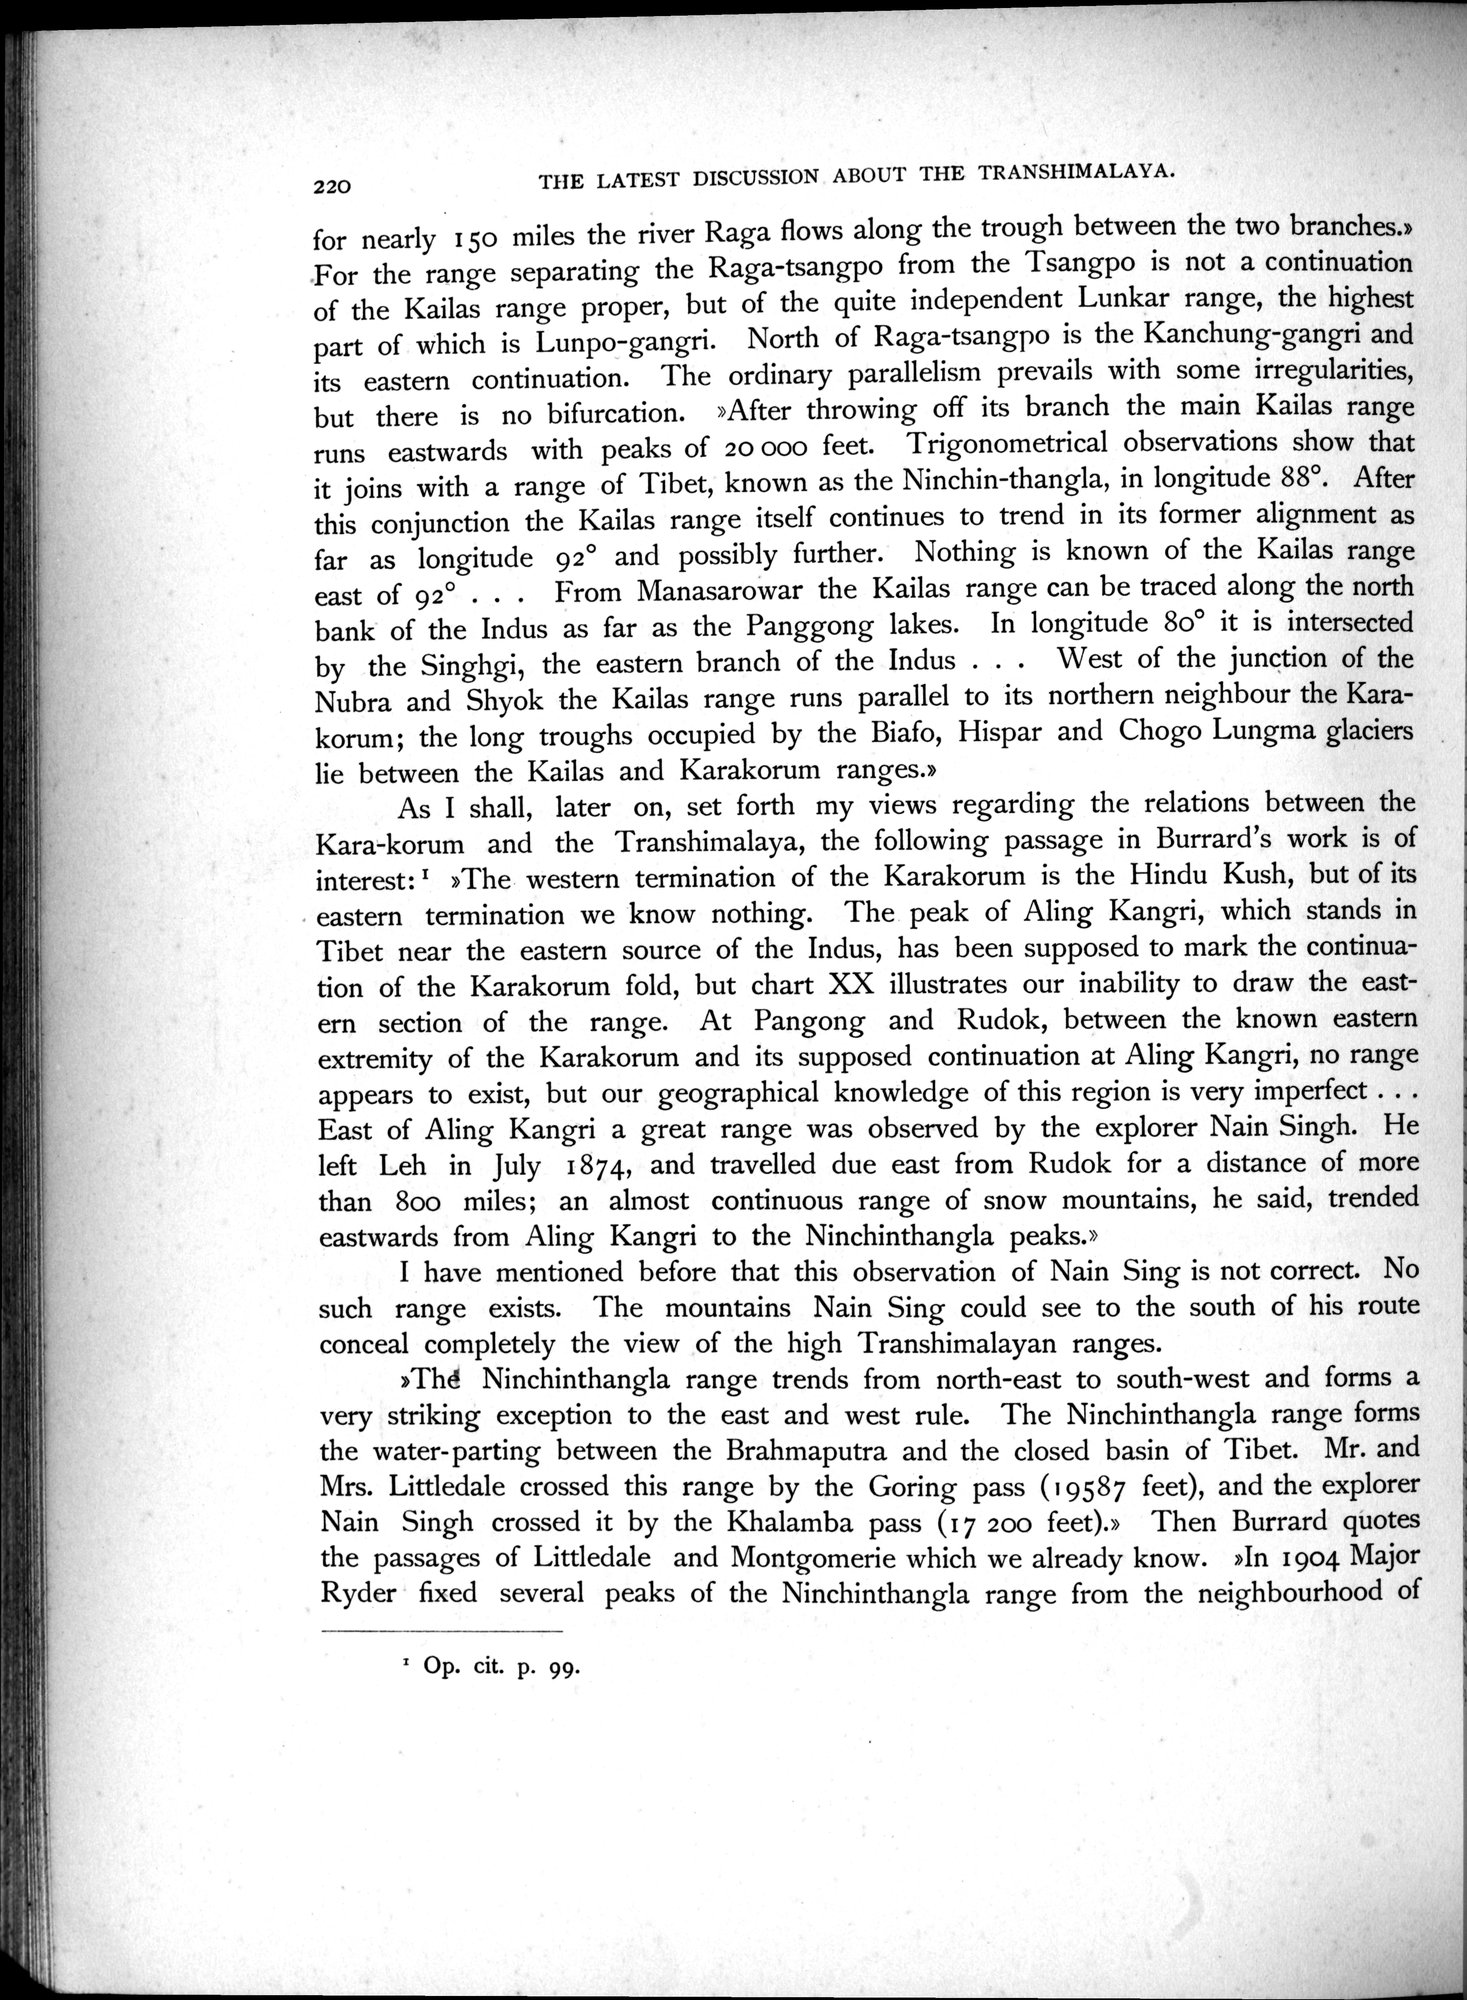 220 THE LATEST DISCUSSION ABOUT THE TRANSHIMALAYA.
for nearly 150 miles the river Raga flows along the trough between the two branches.»
For the range separating the Raga-tsangpo from the Tsangpo is not a continuation
of the Kailas range proper, but of the quite independent Lunkar range, the highest
part of which is Lunpo-gangri. North of Raga-tsangpo is the Kanchung-gangri and
its eastern continuation. The ordinary parallelism prevails with some irregularities,
but there is no bifurcation. »After throwing off its branch the main Kailas range
runs eastwards with peaks of 20 000 feet. Trigonometrical observations show that
it joins with a range of Tibet, known as the Ninchin-thangla, in longitude 88°. After
this conjunction the Kailas range itself continues to trend in its former alignment as
far as longitude 92° and possibly further. Nothing is known of the Kailas range
east of 92° . . . From Manasarowar the Kailas range can be traced along the north
bank of the Indus as far as the Panggong lakes. In longitude 80° it is intersected
by the Singhgi, the eastern branch of the Indus . . . West of the junction of the
Nubra and Shyok the Kailas range runs parallel to its northern neighbour the Kara-
korum; the long troughs occupied by the Biafo, Hispar and Chogo Lungma glaciers
lie between the Kailas and Karakorum ranges.»
As I shall, later on, set forth my views regarding the relations between the
Kara-korum and the Transhimalaya, the following passage in Burrard's work is of
interest:¹ »The western termination of the Karakorum is the Hindu Kush, but of its
eastern termination we know nothing. The peak of Aling Kangri, which stands in
Tibet near the eastern source of the Indus, has been supposed to mark the continua-
tion of the Karakorum fold, but chart XX illustrates our inability to draw the east-
ern section of the range. At Pangong and Rudok, between the known eastern
extremity of the Karakorum and its supposed continuation at Aling Kangri, no range
appears to exist, but our geographical knowledge of this region is very imperfect . . .
East of Aling Kangri a great range was observed by the explorer Nain Singh. He
left Leh in July 1874, and travelled due east from Rudok for a distance of more
than 800 miles; an almost continuous range of snow mountains, he said, trended
eastwards from Aling Kangri to the Ninchinthangla peaks.»
I have mentioned before that this observation of Nain Sing is not correct. No
such range exists. The mountains Nain Sing could see to the south of his route
conceal completely the view of the high Transhimalayan ranges.
»The Ninchinthangla range trends from north-east to south-west and forms a
very striking exception to the east and west rule. The Ninchinthangla range forms
the water-parting between the Brahmaputra and the closed basin of Tibet. Mr. and
Mrs. Littledale crossed this range by the Goring pass (19587 feet), and the explorer
Nain Singh crossed it by the Khalamba pass (17 200 feet).» Then Burrard quotes
the passages of Littledale and Montgomerie which we already know. »In 1904 Major
Ryder fixed several peaks of the Ninchinthangla range from the neighbourhood of
¹ Op. cit. p. 99.